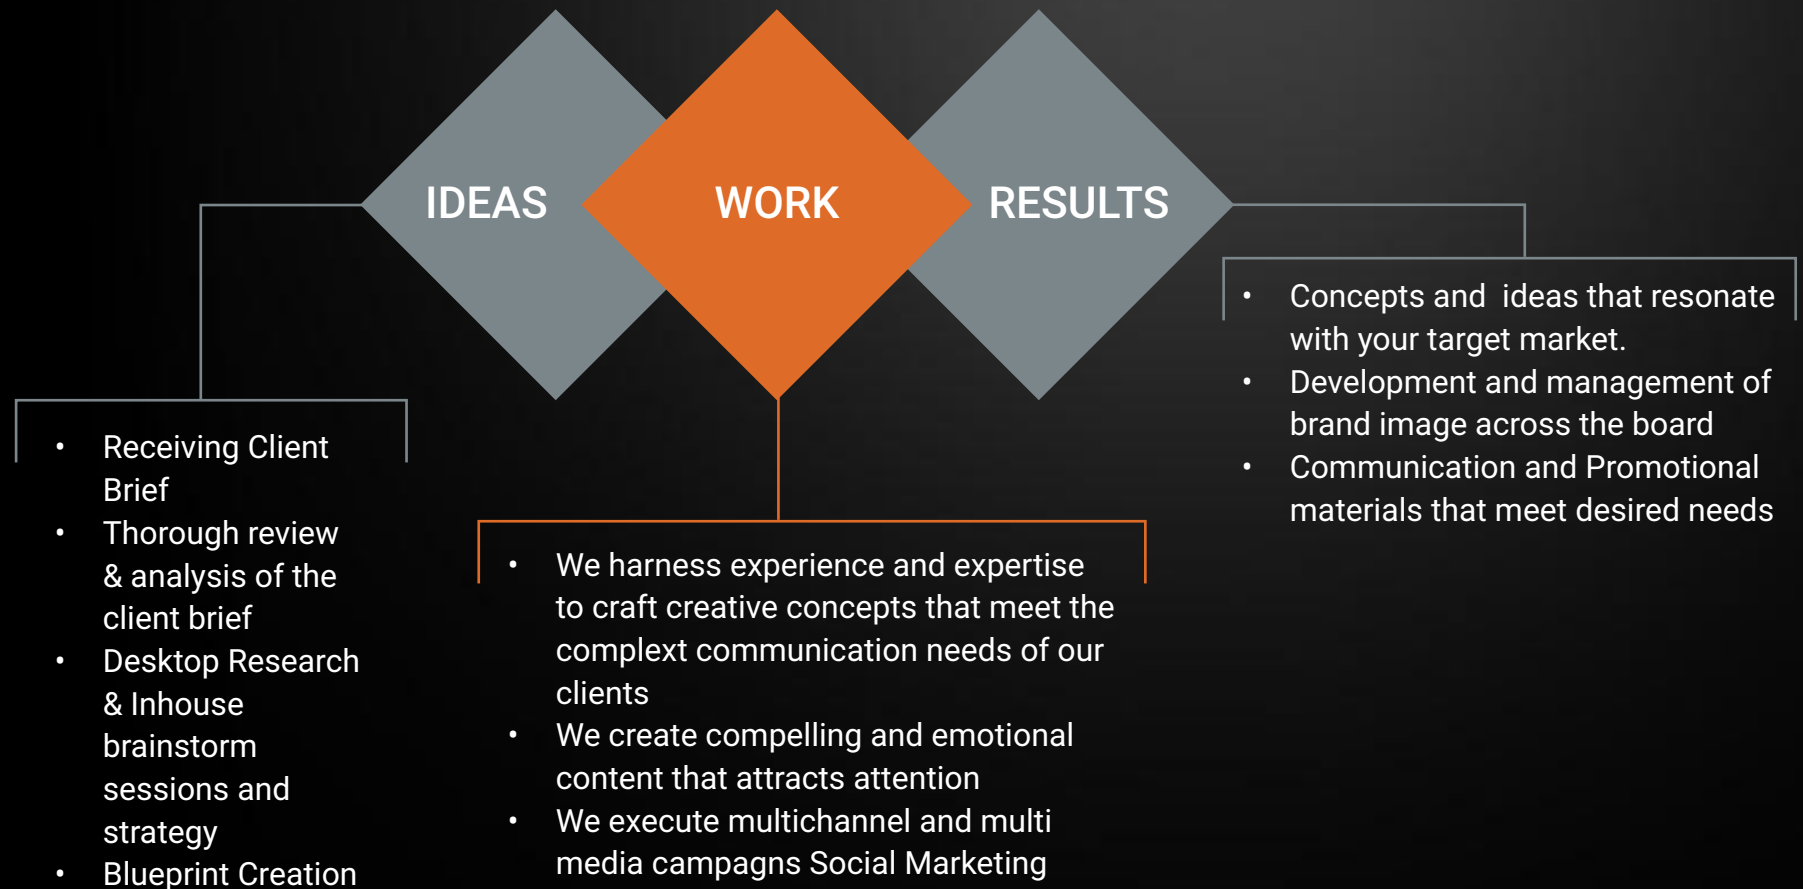 IDEAS
WORK
RESULTS
• Receiving Client
Brief
• Thorough review
& analysis of the
client brief
• Desktop Research
& Inhouse
brainstorm
sessions and
strategy
• Blueprint Creation
• We harness experience and expertise
to craft creative concepts that meet the
complext communication needs of our
clients
• We create compelling and emotional
content that attracts attention
• We execute multichannel and multi
media campagns Social Marketing
• Concepts and  ideas that resonate
with your target market.
• Development and management of
brand image across the board
• Communication and Promotional
materials that meet desired needs